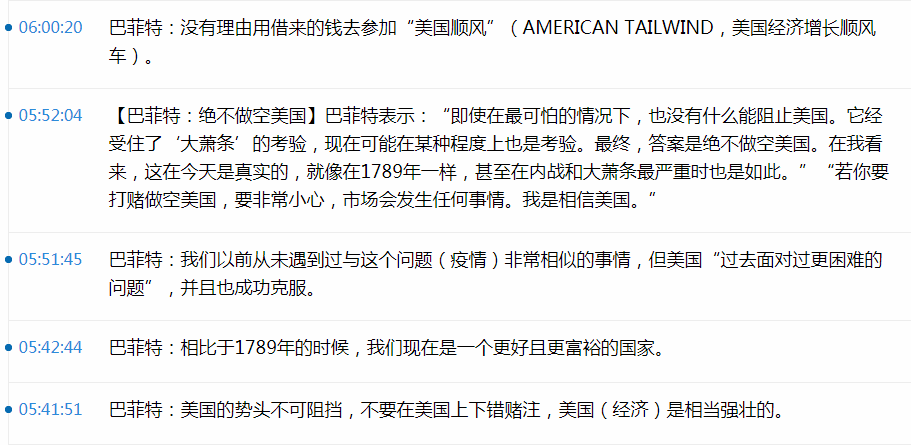 06:00:20 巴菲特：没有理由用借来的钱去参加“美国顺风”（AMERICAN TAILWIND，美国经济增长顺风
车）。
05:52:04 【巴菲特：绝不做空美国】巴菲特表示：“即使在最可怕的情况下，也没有什么能阻止美国。它经
受住了‘大萧条’的考验，现在可能在某种程度上也是考验。最终，答案是绝不做空美国。在我看
来，这在今天是真实的，就像在1789年一样，甚至在内战和大萧条最严重时也是如此。”“若你要
打赌做空美国，要非常小心，市场会发生任何事情。我是相信美国。”
05:51:45 巴菲特：我们以前从未遇到过与这个问题（疫情）非常相似的事情，但美国“过去面对过更困难的
问题”，并且也成功克服。
05:42:44 巴菲特：相比于1789年的时候，我们现在是一个更好且更富裕的国家。
05:41:51 巴菲特：美国的势头不可阻挡，不要在美国上下错赌注，美国（经济）是相当强壮的。